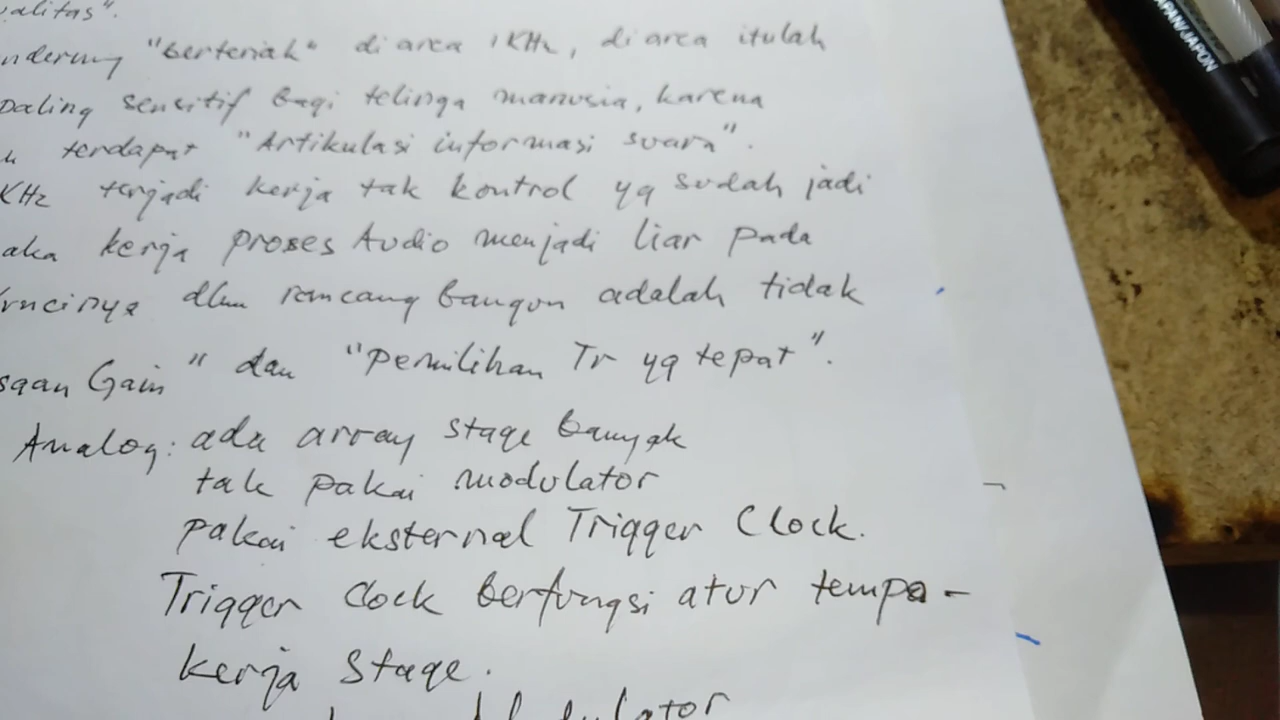 alitas".
nderung "berteriak" di area 1KHz, di area itulah
paling sensitif bagi telinga manusia, karena
terdapat "Artikulasi informasi suara".
KHz terjadi kerja tak kontrol yg sudah jadi
aka kerja proses Audio menjadi liar pada
uncinya dlm rancang bangun adalah tidak
saan Gain" dan "pemilihan Tr yg tepat".
Analog: ada array stage banyak
tak pakai modulator
pakai eksternal Trigger Clock.
Trigger Clock berfungsi atur tempo -
kerja stage.
JAPAN/JAPON